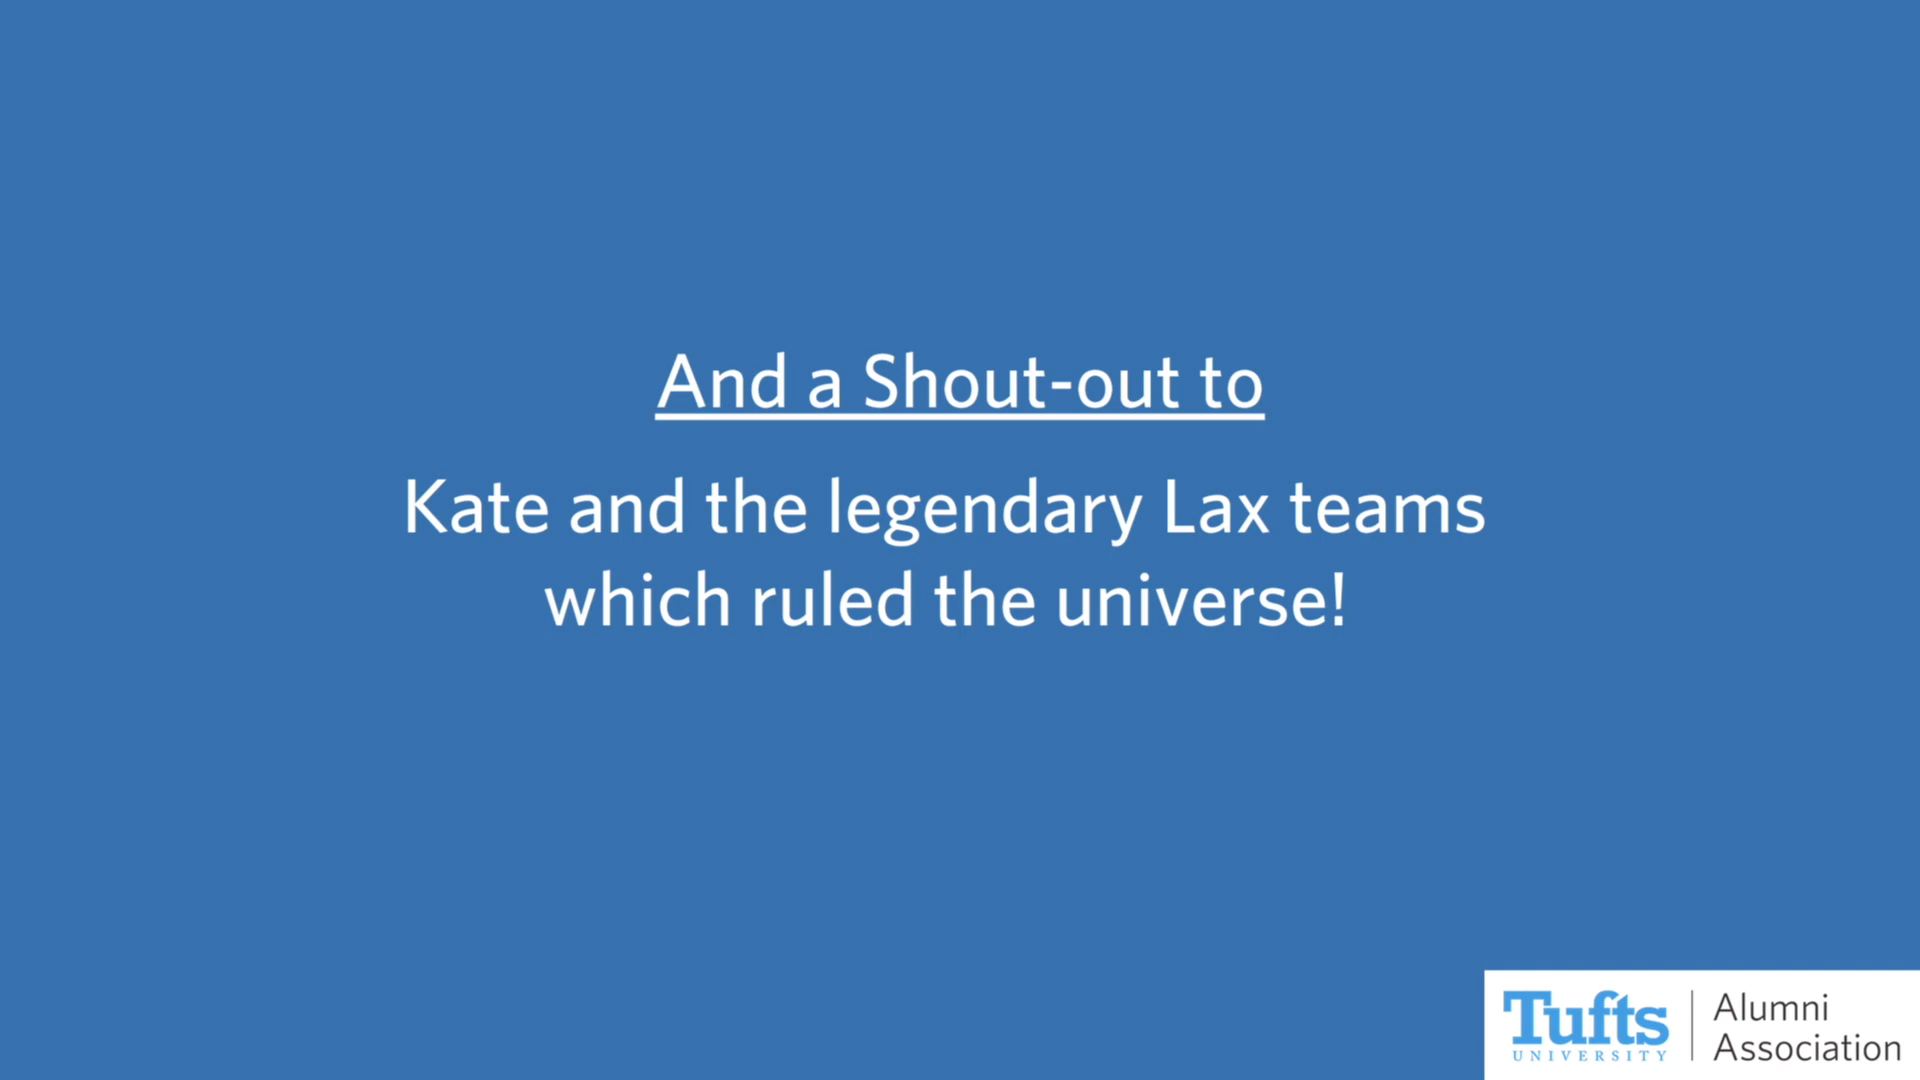 And a Shout-out to
Kate and the legendary Lax teams
which ruled the universe!
Tufts
UNIVERSITY
Alumni
Association